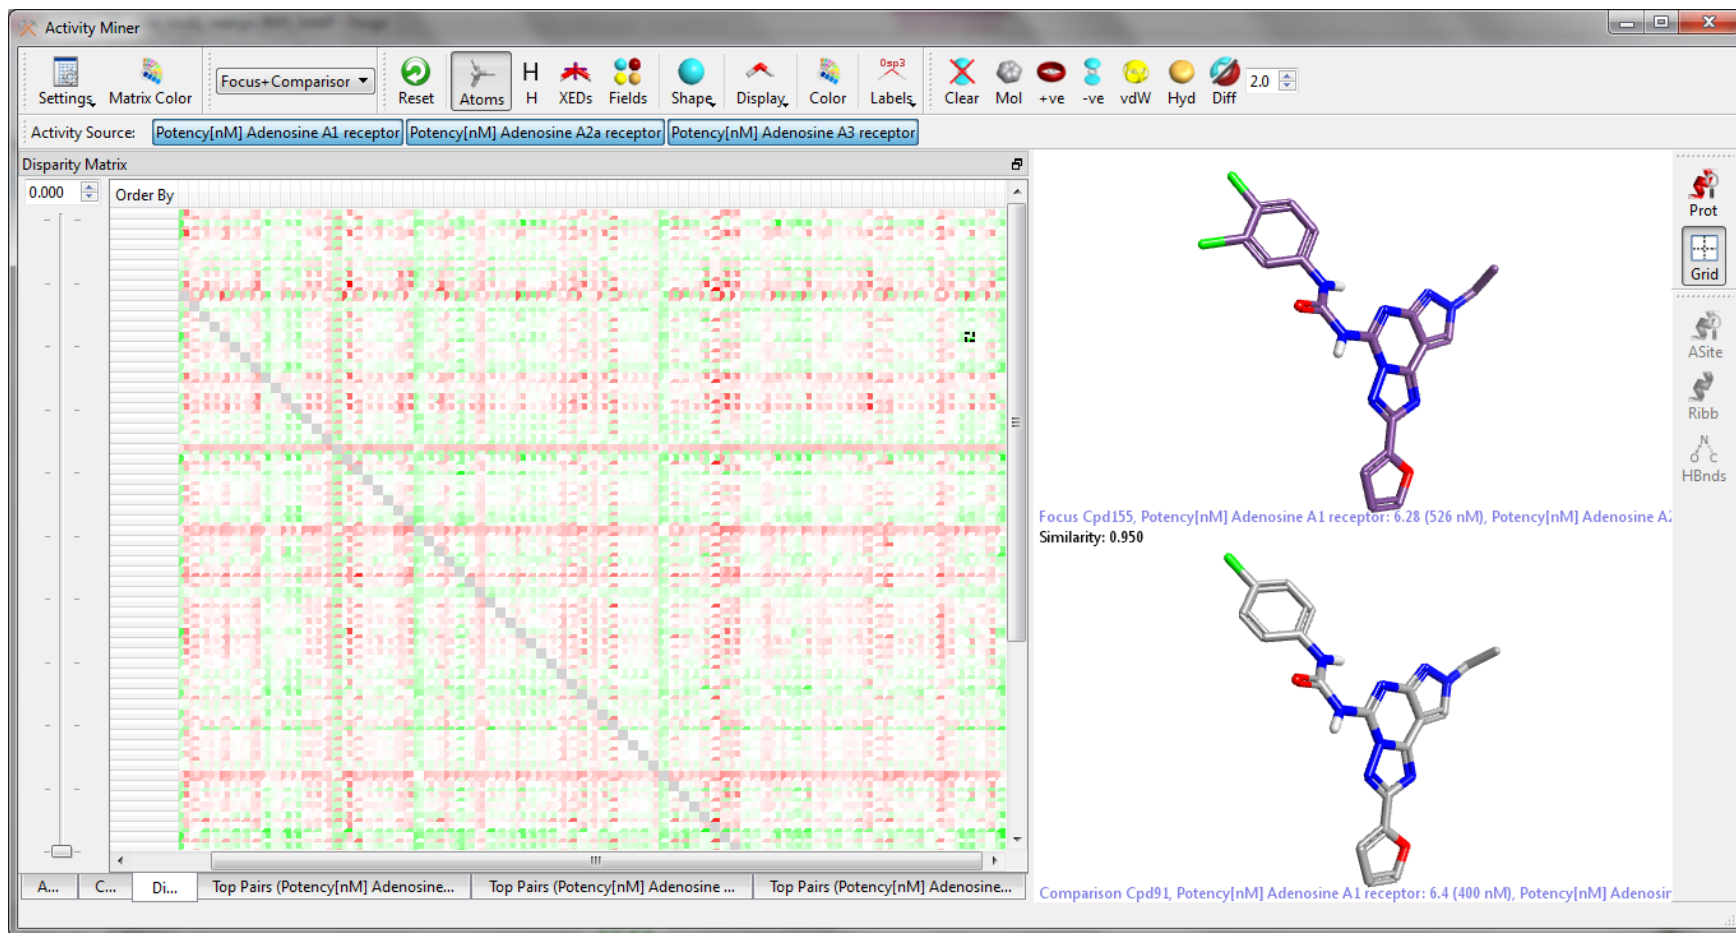 Activity Miner
Settings Matrix Color Focus+Comparisor Reset Atoms H H XEDs Fields Shape Display Color 0sp3 Labels Clear Mol +ve -ve vdW Hyd Diff 2.0
Activity Source: Potency[nM] Adenosine A1 receptor Potency[nM] Adenosine A2a receptor Potency[nM] Adenosine A3 receptor
Disparity Matrix
0.000 Order By
Prot
Grid
ASite
Ribb
N
O C
HBnds
Focus Cpd155, Potency[nM] Adenosine A1 receptor: 6.28 (526 nM), Potency[nM] Adenosine A2
Similarity: 0.950
Comparison Cpd91, Potency[nM] Adenosine A1 receptor: 6.4 (400 nM), Potency[nM] Adenosir
A... C... Di... Top Pairs (Potency[nM] Adenosine... Top Pairs (Potency[nM] Adenosine ... Top Pairs (Potency[nM] Adenosine...